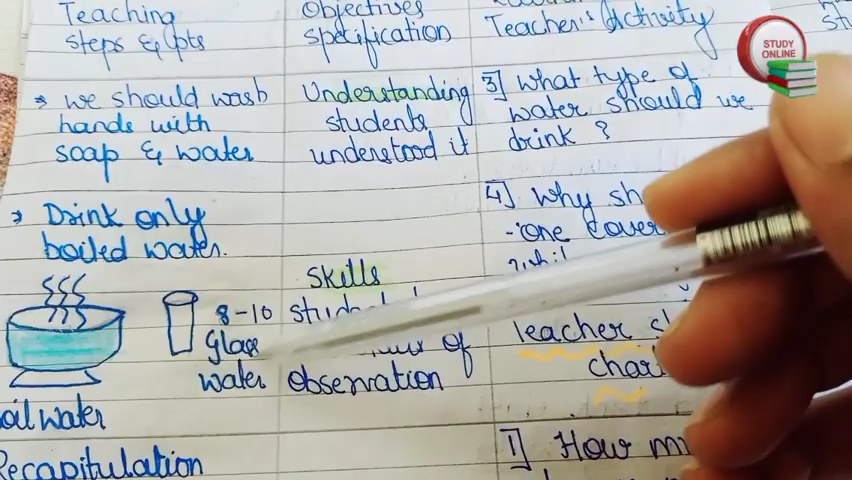 Teaching
steps & pts
⇒ we should wash
hands with
soap & water
⇒ Drink only
boiled water.
8-10
Glass
water
oil water
Recapitulation
Objectives
specification
Understanding
students
understood it
Skills
of
observation
Teacher's Activity
3] What type of
water should we
drink ?
4] Why sh
one cover
teacher
1] How m
STUDY
ONLINE